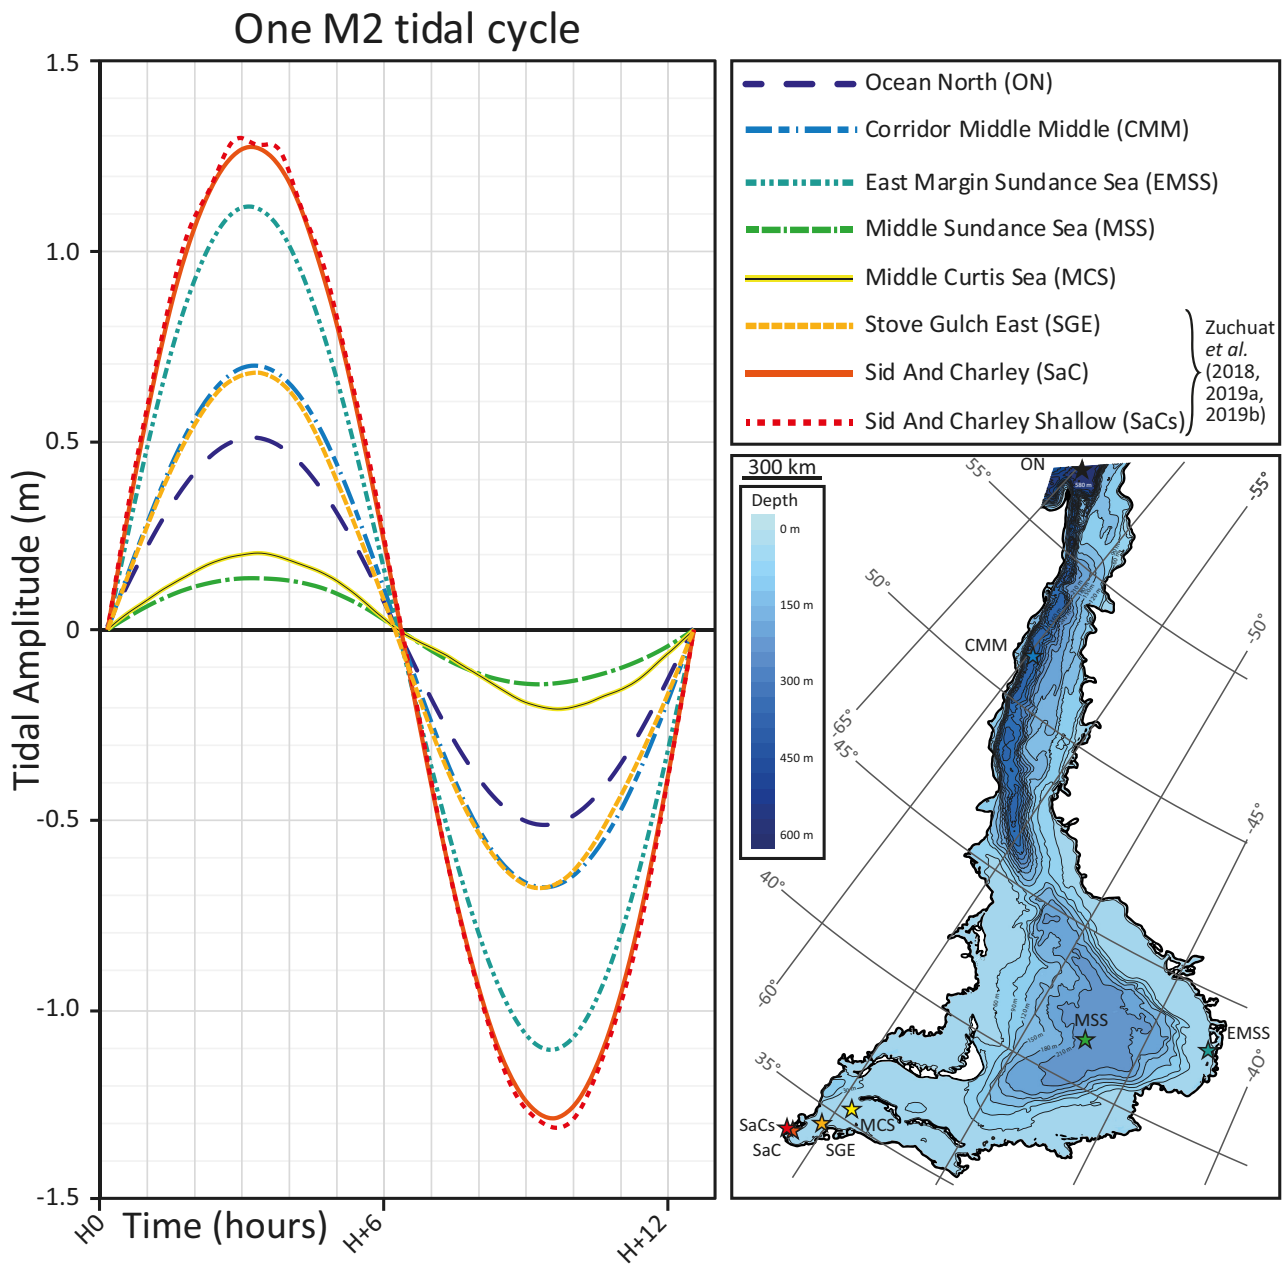 One M2 tidal cycle
1.5
1.0
0.5
0
-0.5
-1.0
-1.5
Tidal Amplitude (m)
H0
Time (hours)
H+6
H+12
Ocean North (ON)
Corridor Middle Middle (CMM)
East Margin Sundance Sea (EMSS)
Middle Sundance Sea (MSS)
Middle Curtis Sea (MCS)
Stove Gulch East (SGE)
Sid And Charley (SaC)
Sid And Charley Shallow (SaCs)
Zuchuat
et al.
(2018,
2019a,
2019b)
300 km
Depth
0 m
150 m
300 m
450 m
600 m
ON
580 m
55°
-55°
50°
CMM
-50°
-65°
-45°
-45°
40°
-60°
MSS
EMSS
-40°
35°
SaCs
SaC
SGE
MCS
150 m
180 m
210 m